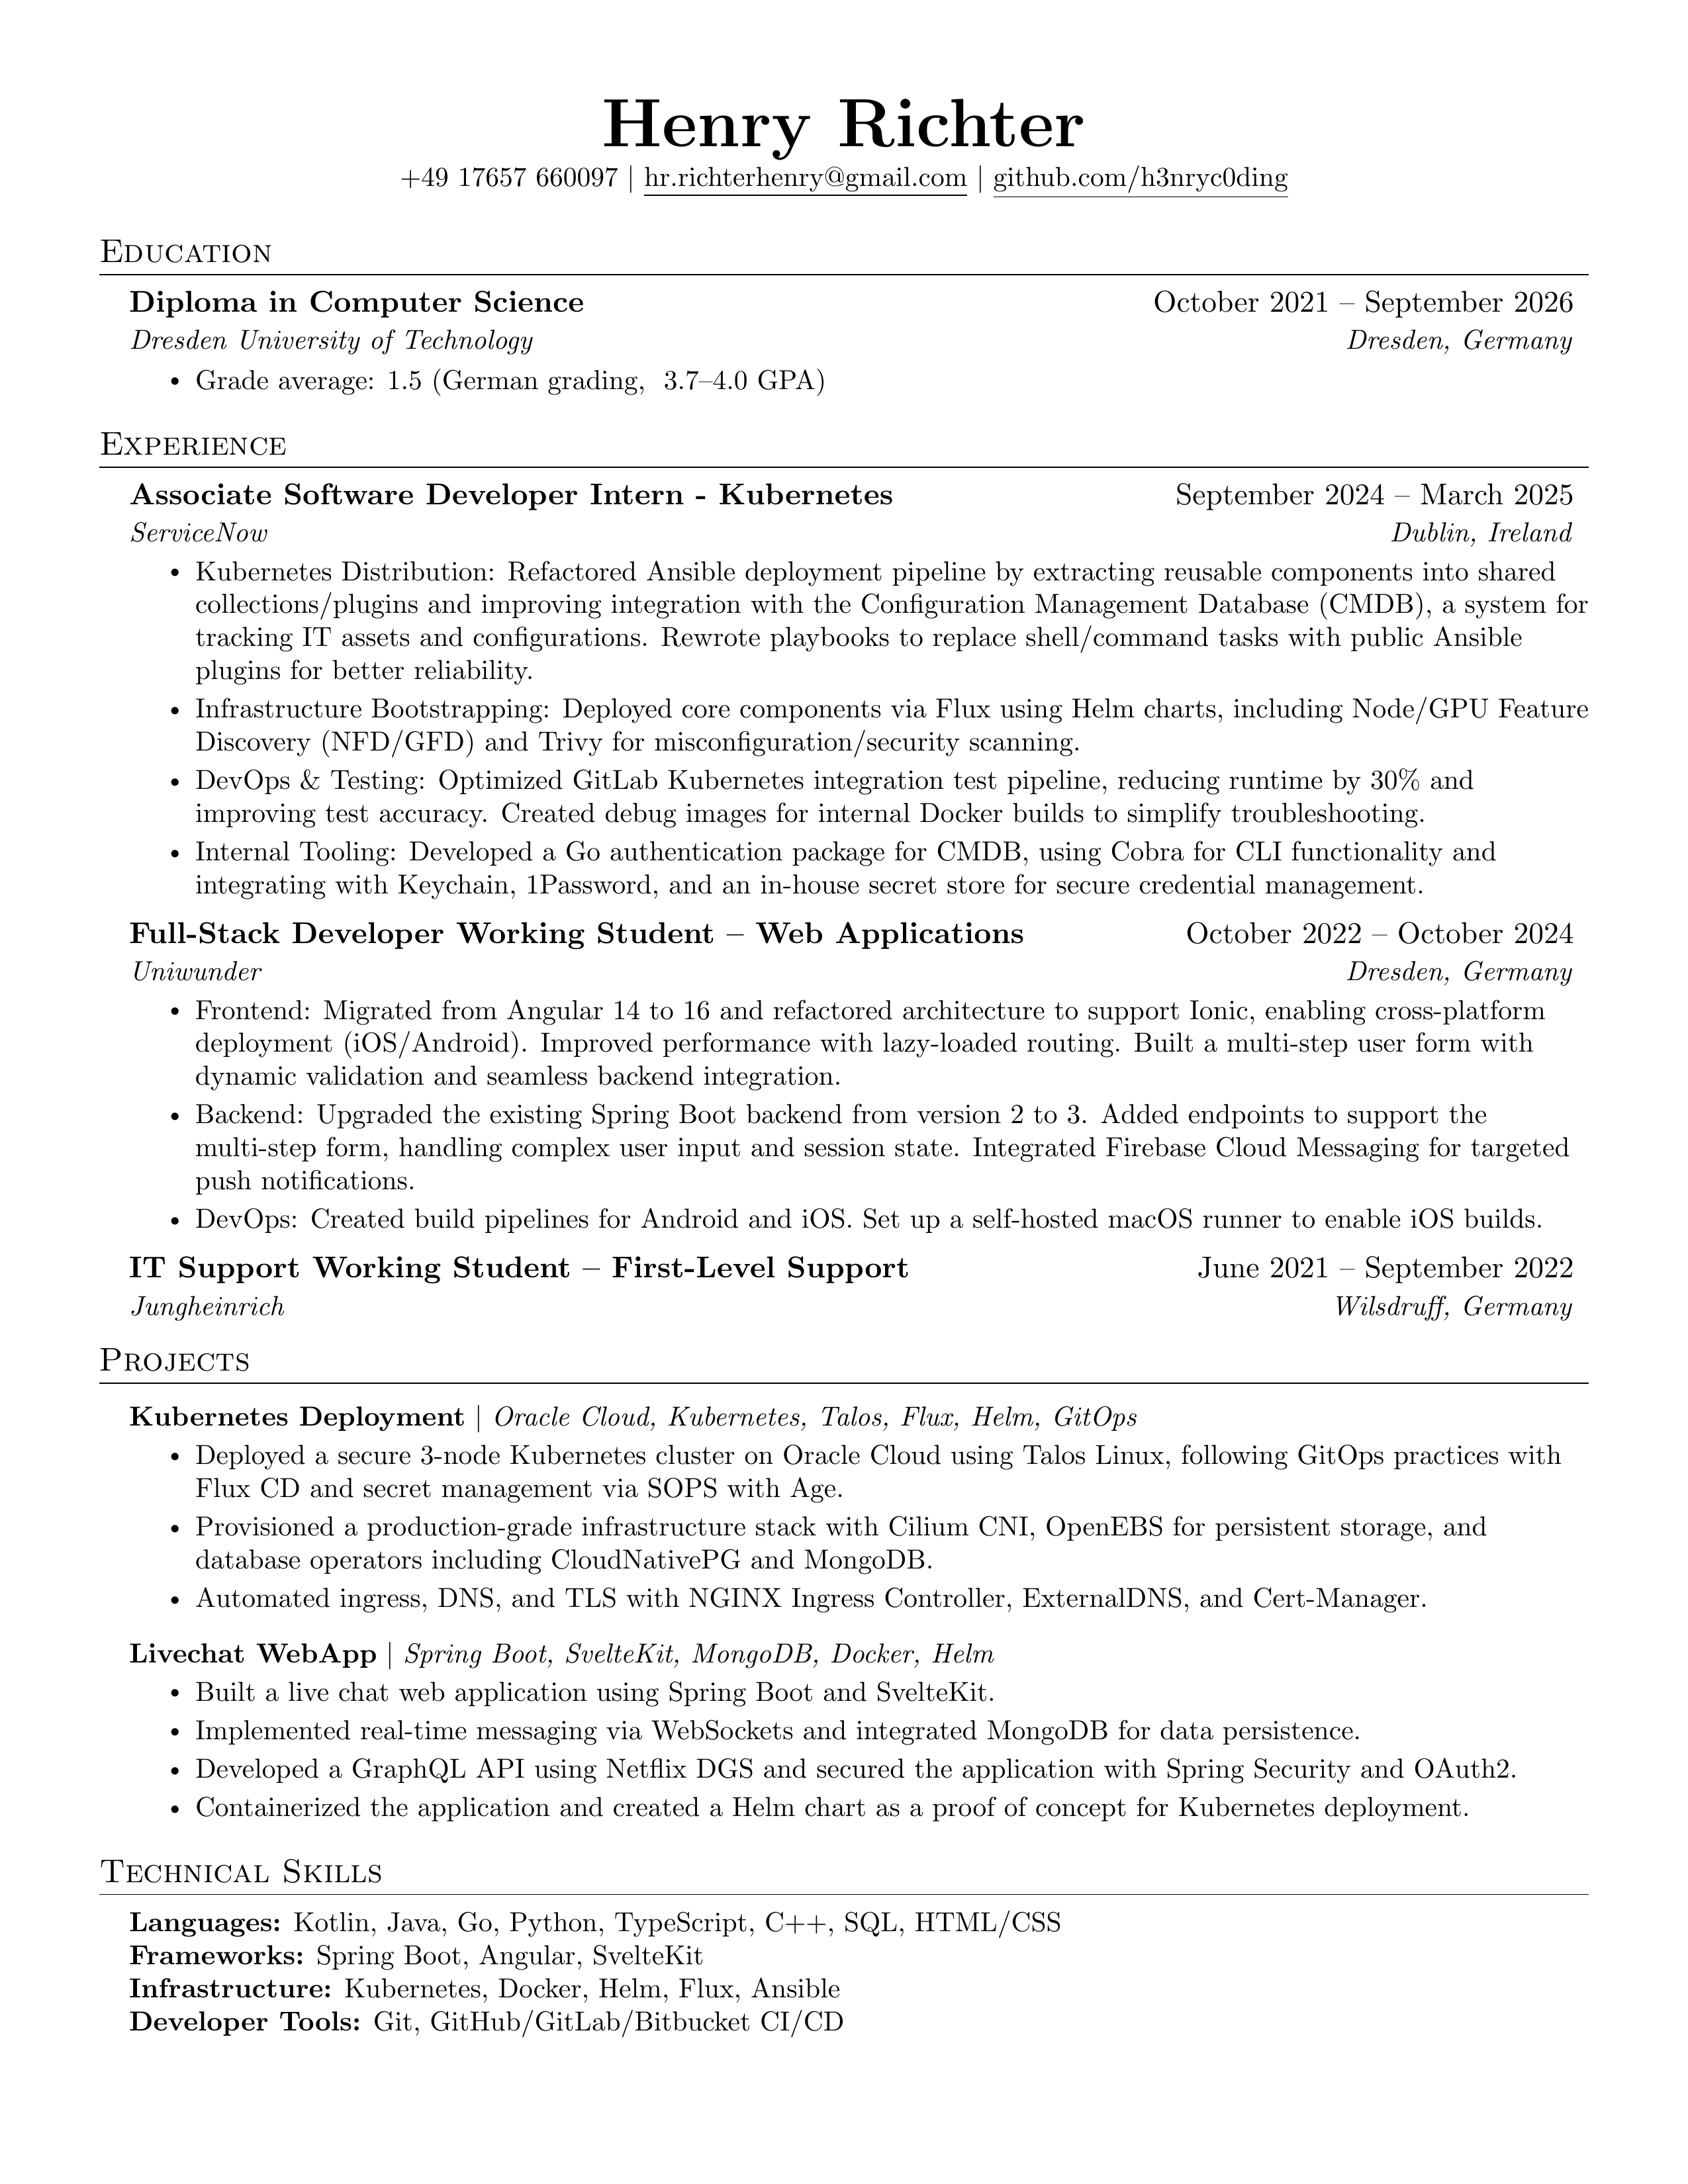 Henry Richter
+49 17657 660097 | hr.richterhenry@gmail.com | github.com/h3nryc0ding
Education
Diploma in Computer Science October 2021 – September 2026
Dresden University of Technology Dresden, Germany
• Grade average: 1.5 (German grading, 3.7–4.0 GPA)
Experience
Associate Software Developer Intern - Kubernetes September 2024 – March 2025
ServiceNow Dublin, Ireland
• Kubernetes Distribution: Refactored Ansible deployment pipeline by extracting reusable components into shared
collections/plugins and improving integration with the Configuration Management Database (CMDB), a system for
tracking IT assets and configurations. Rewrote playbooks to replace shell/command tasks with public Ansible
plugins for better reliability.
• Infrastructure Bootstrapping: Deployed core components via Flux using Helm charts, including Node/GPU Feature
Discovery (NFD/GFD) and Trivy for misconfiguration/security scanning.
• DevOps & Testing: Optimized GitLab Kubernetes integration test pipeline, reducing runtime by 30% and
improving test accuracy. Created debug images for internal Docker builds to simplify troubleshooting.
• Internal Tooling: Developed a Go authentication package for CMDB, using Cobra for CLI functionality and
integrating with Keychain, 1Password, and an in-house secret store for secure credential management.
Full-Stack Developer Working Student – Web Applications October 2022 – October 2024
Uniwunder Dresden, Germany
• Frontend: Migrated from Angular 14 to 16 and refactored architecture to support Ionic, enabling cross-platform
deployment (iOS/Android). Improved performance with lazy-loaded routing. Built a multi-step user form with
dynamic validation and seamless backend integration.
• Backend: Upgraded the existing Spring Boot backend from version 2 to 3. Added endpoints to support the
multi-step form, handling complex user input and session state. Integrated Firebase Cloud Messaging for targeted
push notifications.
• DevOps: Created build pipelines for Android and iOS. Set up a self-hosted macOS runner to enable iOS builds.
IT Support Working Student – First-Level Support June 2021 – September 2022
Jungheinrich Wilsdruff, Germany
Projects
Kubernetes Deployment | Oracle Cloud, Kubernetes, Talos, Flux, Helm, GitOps
• Deployed a secure 3-node Kubernetes cluster on Oracle Cloud using Talos Linux, following GitOps practices with
Flux CD and secret management via SOPS with Age.
• Provisioned a production-grade infrastructure stack with Cilium CNI, OpenEBS for persistent storage, and
database operators including CloudNativePG and MongoDB.
• Automated ingress, DNS, and TLS with NGINX Ingress Controller, ExternalDNS, and Cert-Manager.
Livechat WebApp | Spring Boot, SvelteKit, MongoDB, Docker, Helm
• Built a live chat web application using Spring Boot and SvelteKit.
• Implemented real-time messaging via WebSockets and integrated MongoDB for data persistence.
• Developed a GraphQL API using Netflix DGS and secured the application with Spring Security and OAuth2.
• Containerized the application and created a Helm chart as a proof of concept for Kubernetes deployment.
Technical Skills
Languages: Kotlin, Java, Go, Python, TypeScript, C++, SQL, HTML/CSS
Frameworks: Spring Boot, Angular, SvelteKit
Infrastructure: Kubernetes, Docker, Helm, Flux, Ansible
Developer Tools: Git, GitHub/GitLab/Bitbucket CI/CD